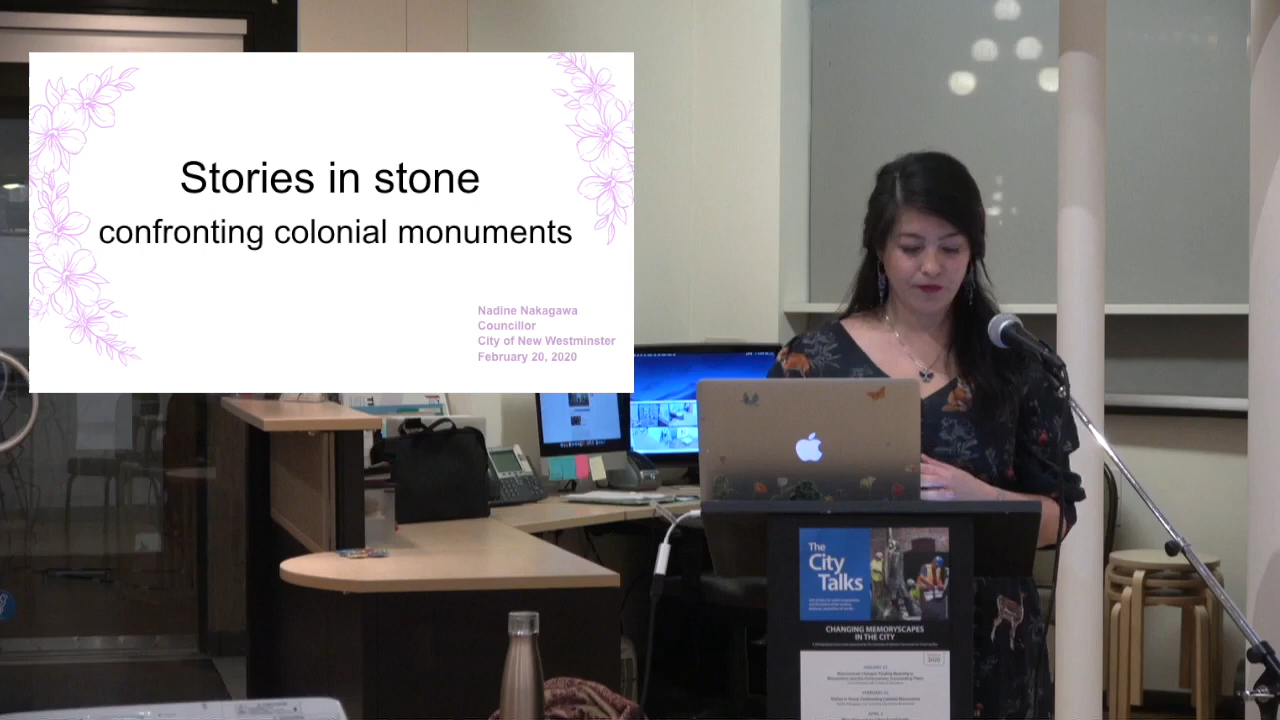 Stories in stone
confronting colonial monuments
Nadine Nakagawa
Councillor
City of New Westminster
February 20, 2020
The
City
Talks
CHANGING MEMORYSCAPES
IN THE CITY
2020